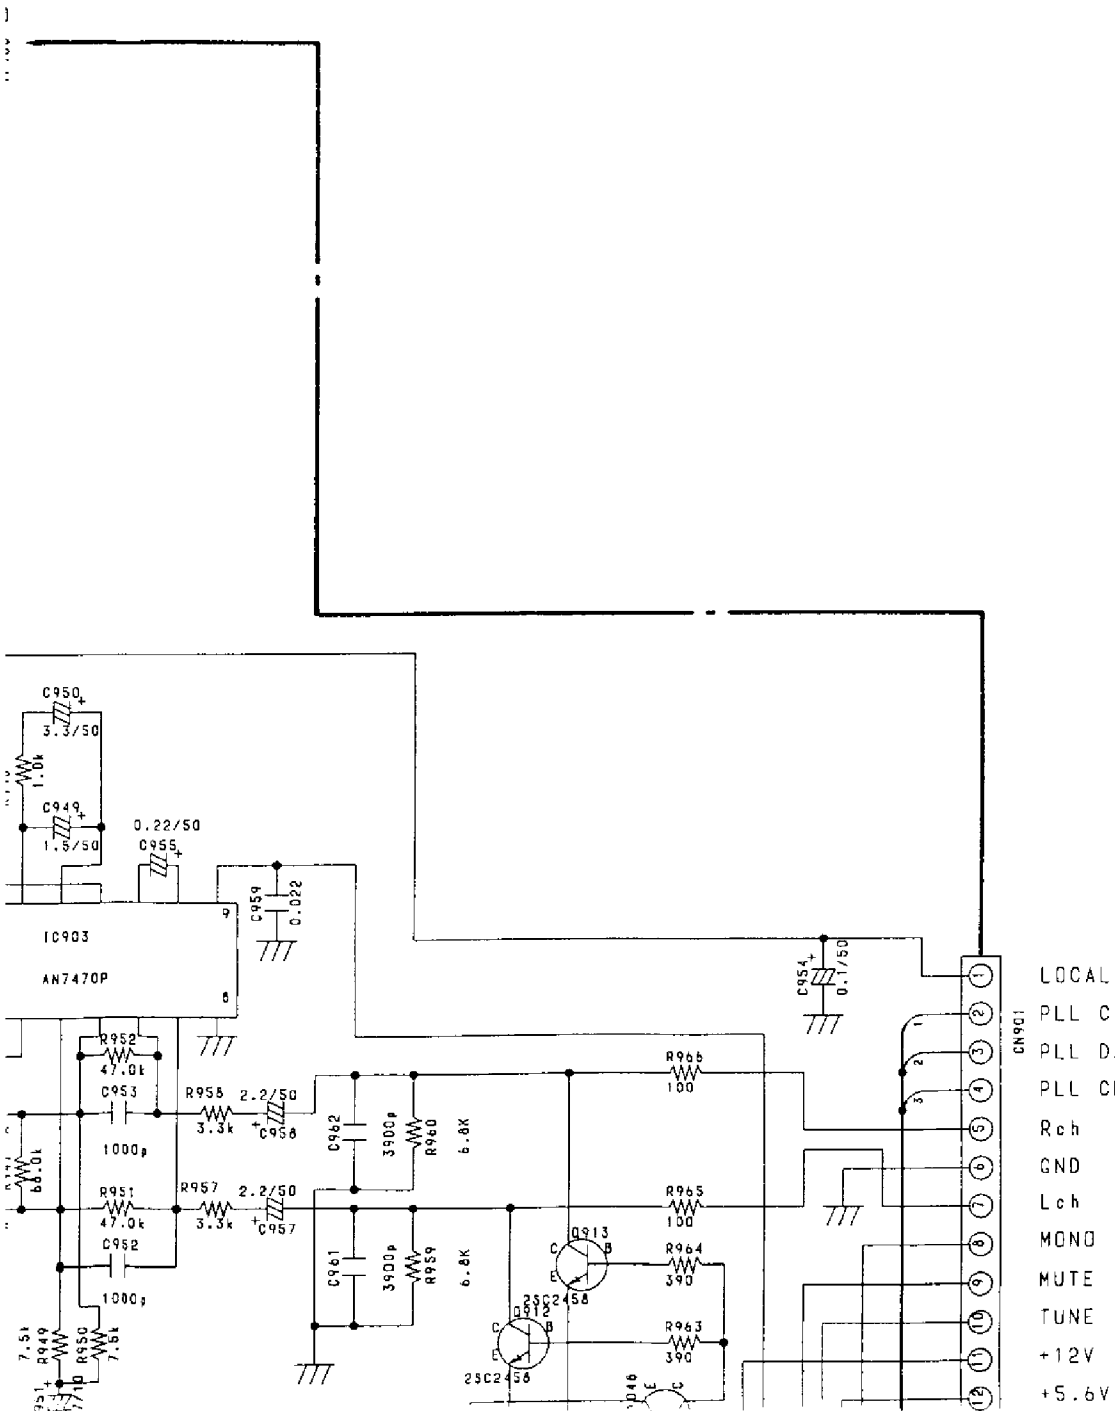 C950
+
3.3/50
1.0k
C949
+
1.5/50
0.22/50
C955
+
C959
0.022
9
IC903
AN7470P
8
C954
+
0.1/50
1
LOCAL
2
PLL C
CN901
3
PLL D
4
PLL
5
Rch
6
GND
7
Lch
8
MONO
9
MUTE
10
TUNE
11
+12V
12
+5.6V
1
2
3
R952
47.0k
C953
1000p
R958
3.3k
2.2/50
+
C958
C962
3900p
R960
6.8K
R966
100
R951
47.0k
C952
1000p
R957
3.3k
2.2/50
+
C957
C961
3900p
R959
6.8K
R965
100
Q913
C
B
E
2SC2458
R964
390
Q912
C
B
E
2SC2458
R963
390
E
C
7.5k
R949
R950
7.5k